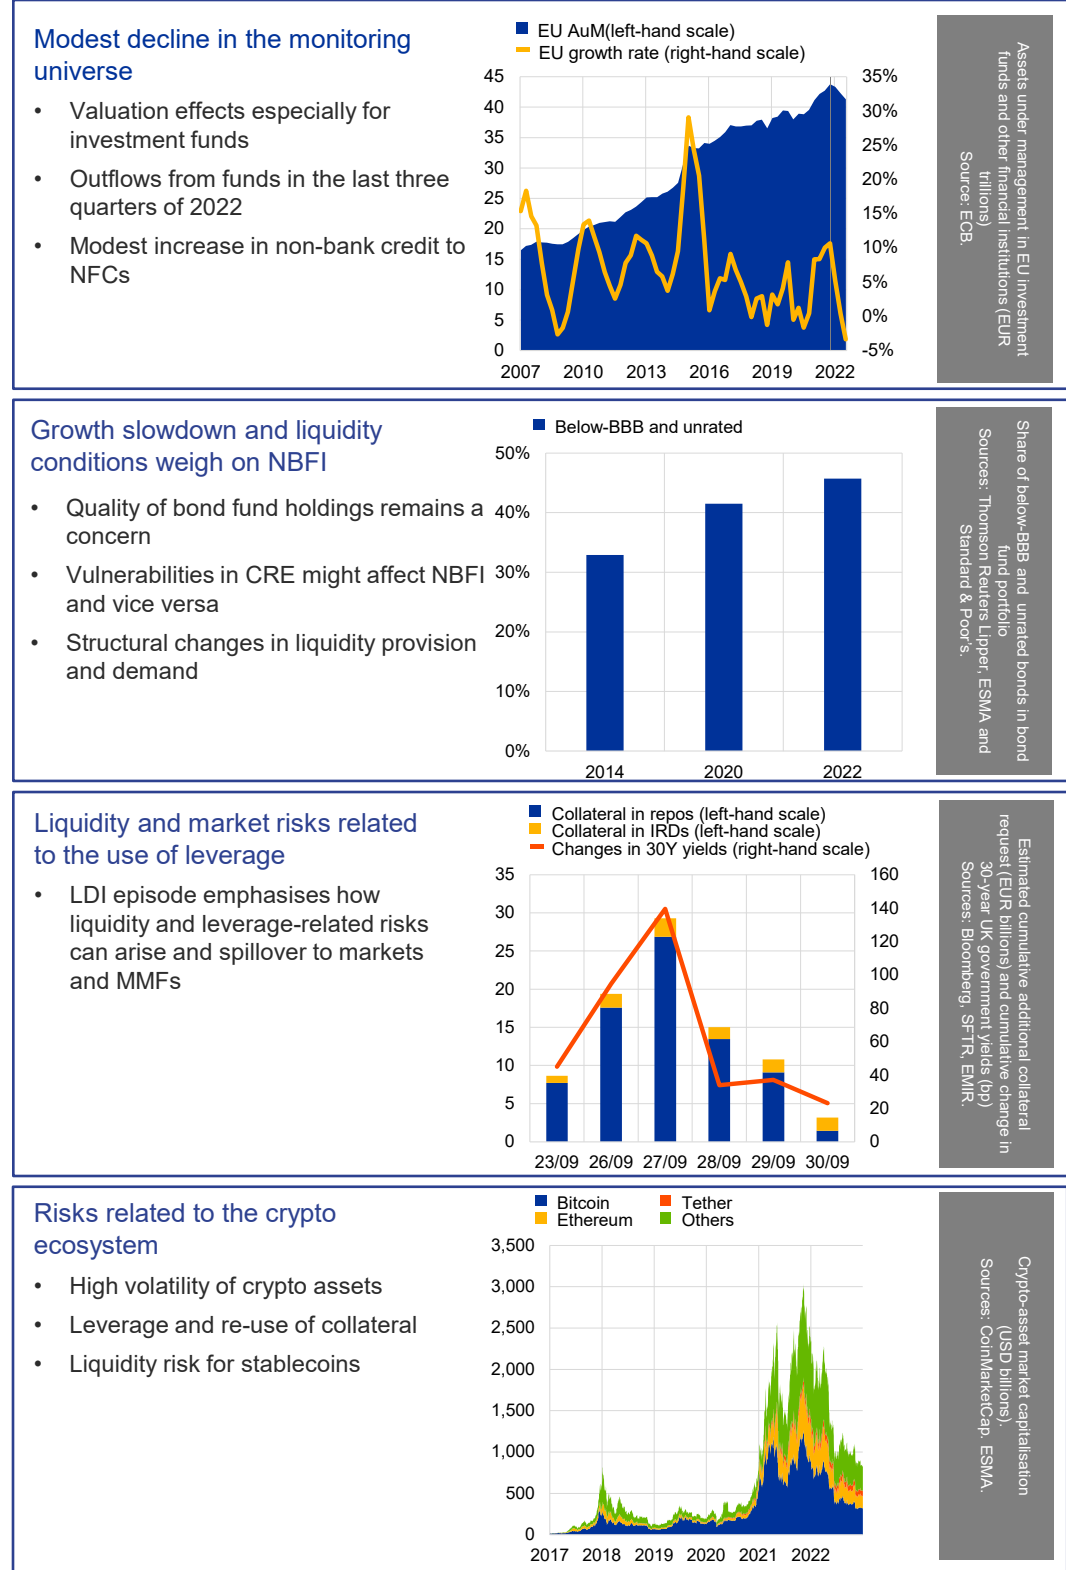 Modest decline in the monitoring
universe
• Valuation effects especially for
investment funds
• Outflows from funds in the last three
quarters of 2022
• Modest increase in non-bank credit to
NFCs
EU AuM(left-hand scale)
EU growth rate (right-hand scale)
45
40
35
30
25
20
15
10
5
0
35%
30%
25%
20%
15%
10%
5%
0%
-5%
2007 2010 2013 2016 2019 2022
Assets under management in EU investment
funds and other financial institutions (EUR
trillions)
Source: ECB.
Growth slowdown and liquidity
conditions weigh on NBFI
• Quality of bond fund holdings remains a
concern
• Vulnerabilities in CRE might affect NBFI
and vice versa
• Structural changes in liquidity provision
and demand
Below-BBB and unrated
50%
40%
30%
20%
10%
0%
2014 2020 2022
Share of below-BBB and unrated bonds in bond
fund portfolio
Sources: Thomson Reuters Lipper, ESMA and
Standard & Poor's.
Liquidity and market risks related
to the use of leverage
• LDI episode emphasises how
liquidity and leverage-related risks
can arise and spillover to markets
and MMFs
Collateral in repos (left-hand scale)
Collateral in IRDs (left-hand scale)
Changes in 30Y yields (right-hand scale)
35
30
25
20
15
10
5
0
160
140
120
100
80
60
40
20
0
23/09 26/09 27/09 28/09 29/09 30/09
Estimated cumulative additional collateral
request (EUR billions) and cumulative change in
30-year UK government yields (bp)
Sources: Bloomberg, SFTR, EMIR.
Risks related to the crypto
ecosystem
• High volatility of crypto assets
• Leverage and re-use of collateral
• Liquidity risk for stablecoins
Bitcoin Tether
Ethereum Others
3,500
3,000
2,500
2,000
1,500
1,000
500
0
2017 2018 2019 2020 2021 2022
Crypto-asset market capitalisation
(USD billions).
Sources: CoinMarketCap. ESMA.